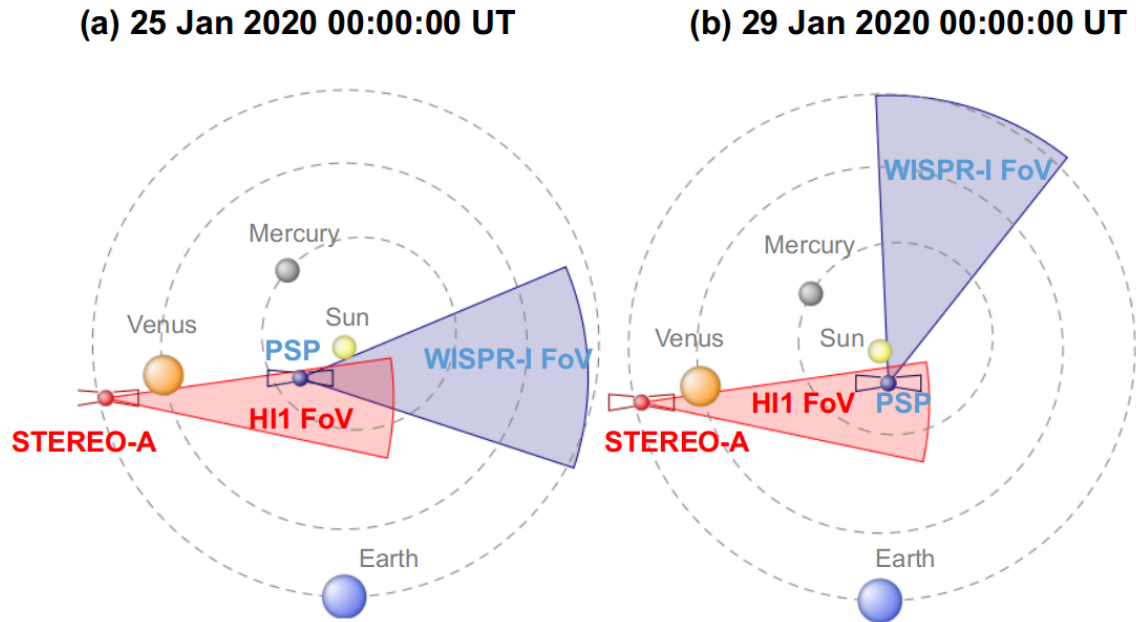 (a) 25 Jan 2020 00:00:00 UT
Mercury
Venus
Sun
PSP
WISPR-I FoV
HI1 FoV
STEREO-A
Earth
(b) 29 Jan 2020 00:00:00 UT
WISPR-I FoV
Mercury
Venus
Sun
HI1 FoV
PSP
STEREO-A
Earth